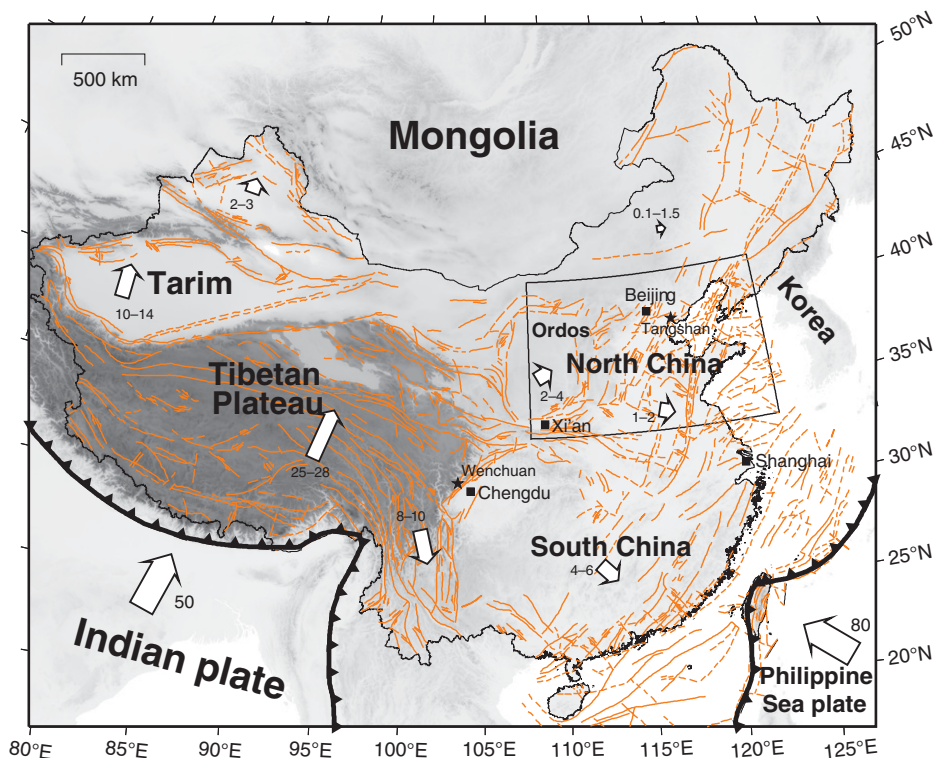 50°N
500 km
Mongolia
45°N
2–3
0.1–1.5
40°N
Tarim
10–14
Beijing
Korea
Ordos
Tangshan
35°N
North China
Tibetan
Plateau
2–4
1–2
Xi'an
25–28
Wenchuan
Shanghai
30°N
Chengdu
8–10
South China
4–6
25°N
50
Indian plate
80
20°N
Philippine
Sea plate
80°E 85°E 90°E 95°E 100°E 105°E 110°E 115°E 120°E 125°E